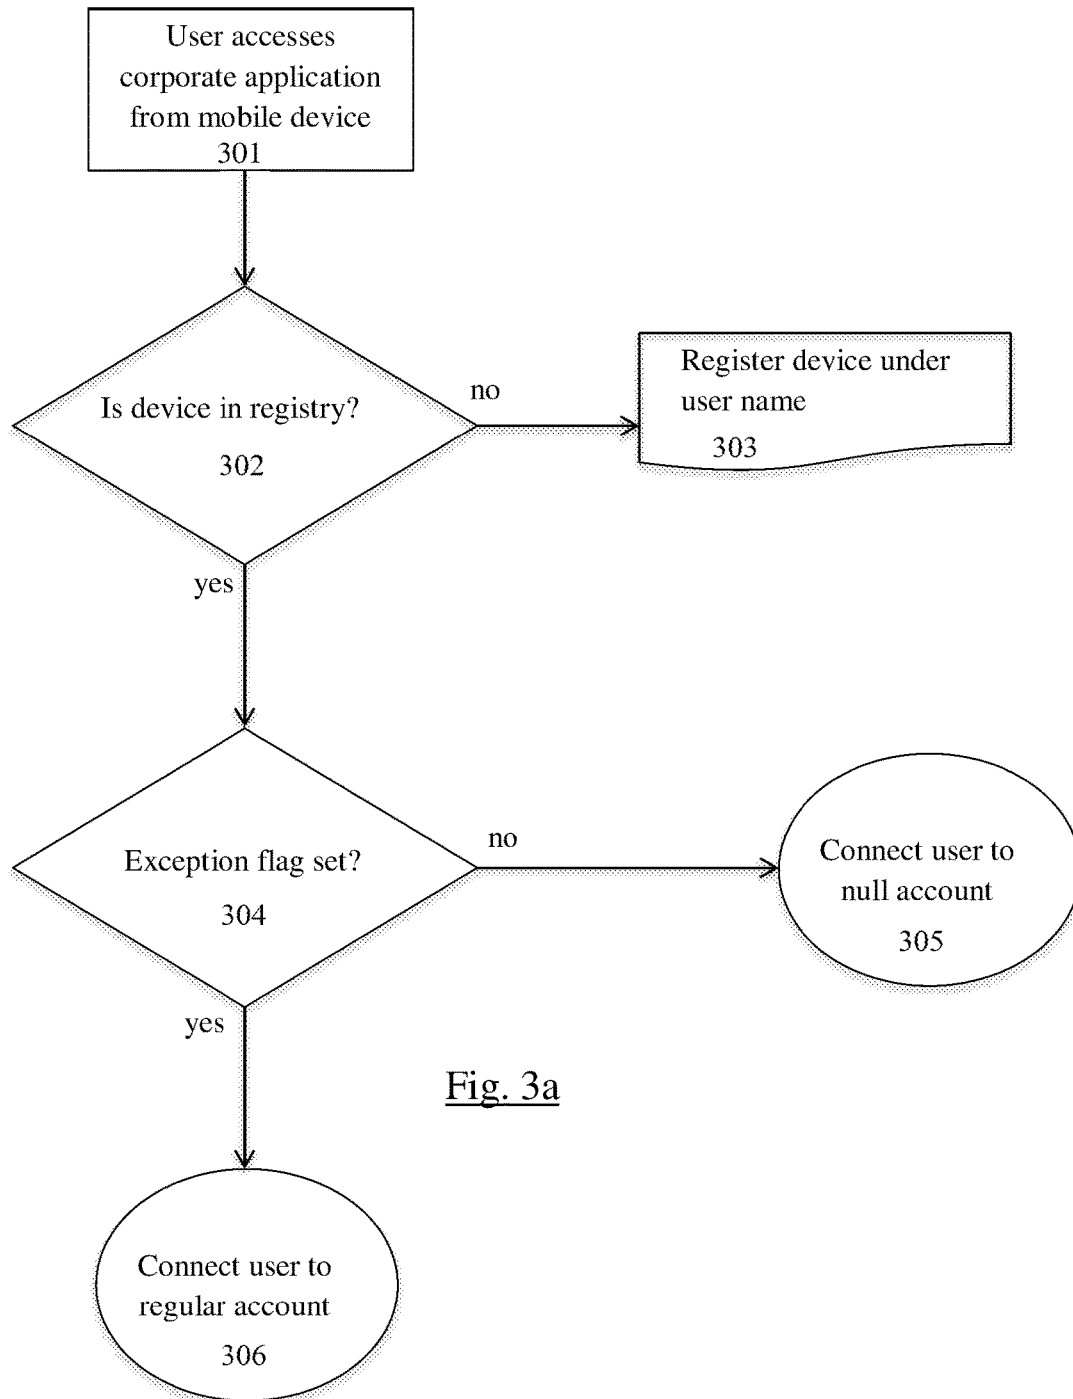 User accesses
corporate application
from mobile device
301
Is device in registry?
302
no
Register device under
user name
303
yes
Exception flag set?
304
no
Connect user to
null account
305
yes
Fig. 3a
Connect user to
regular account
306